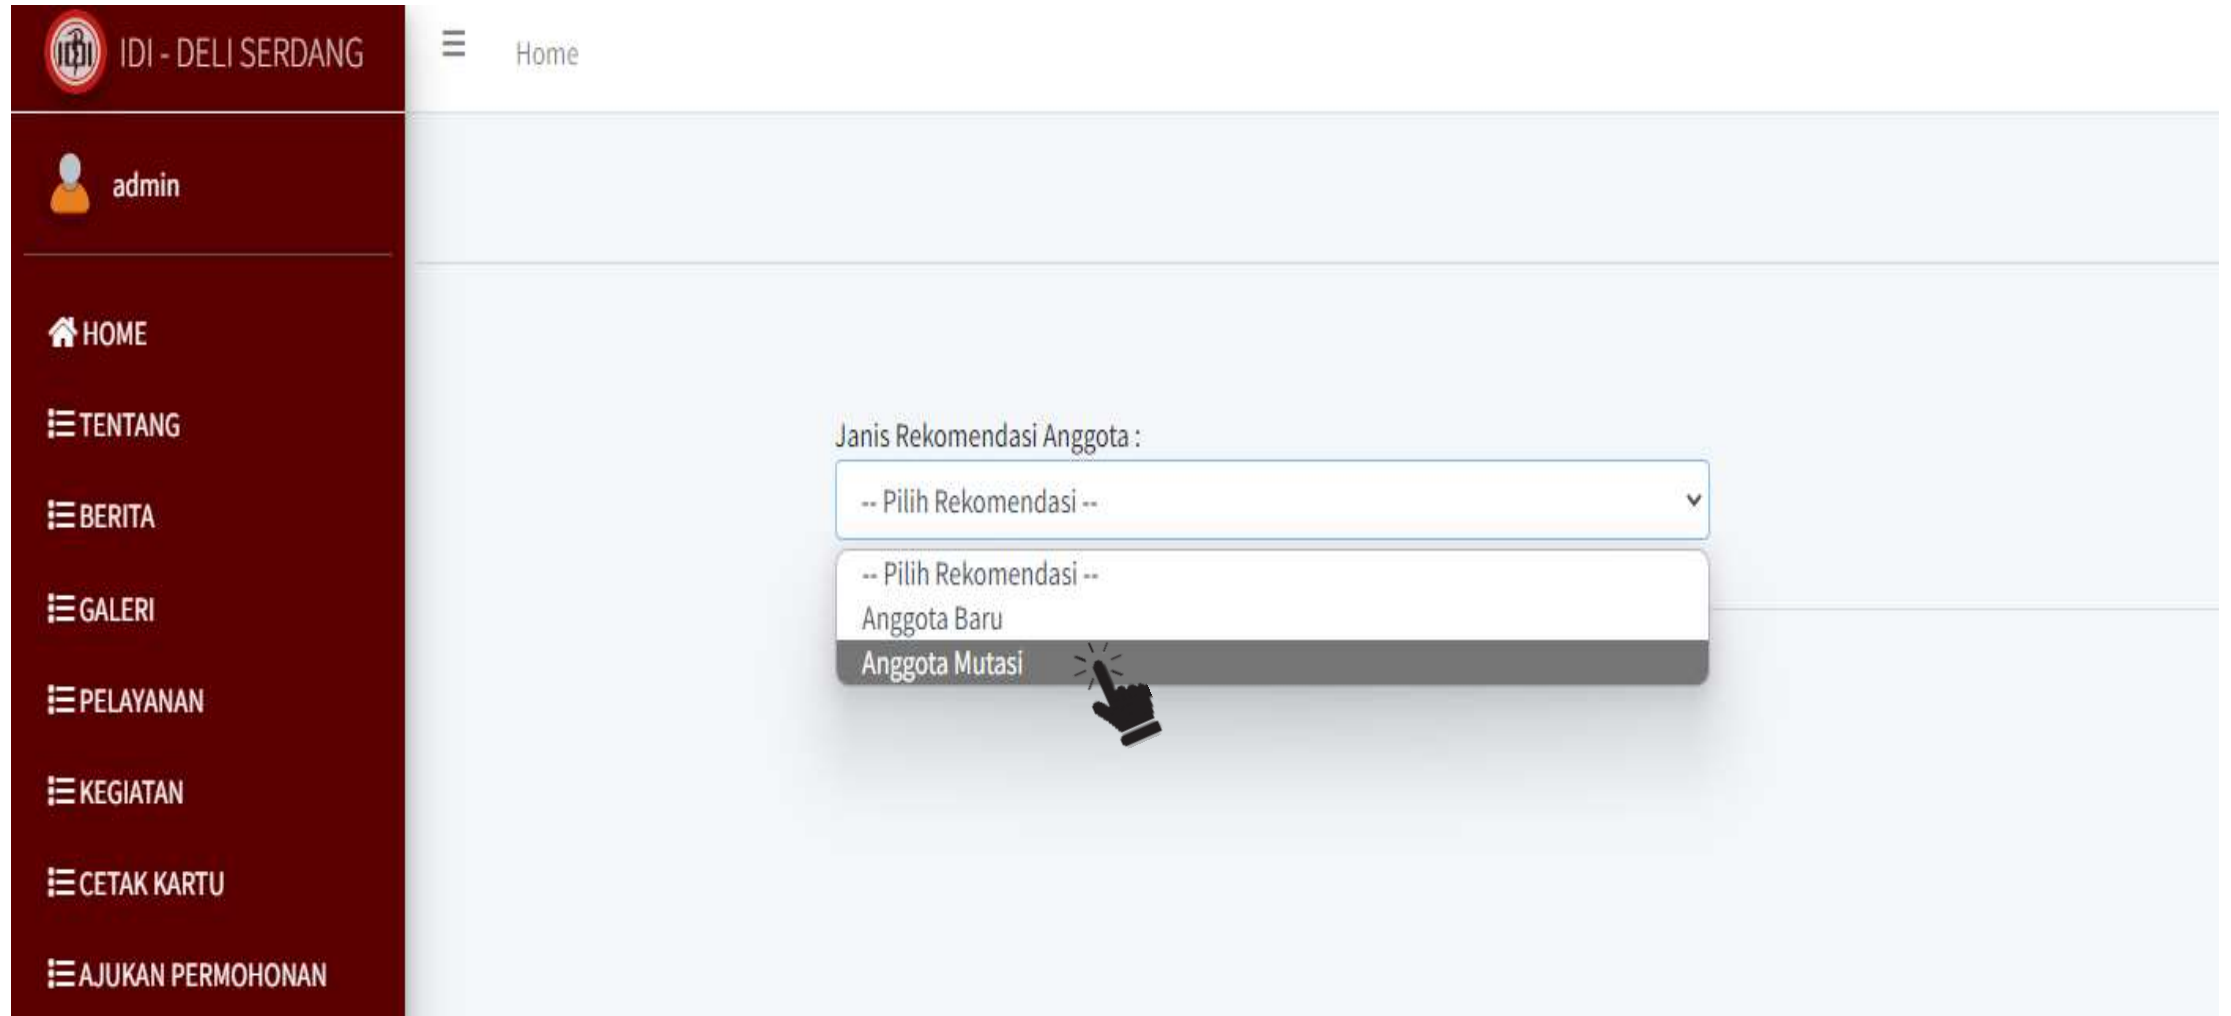 IDI - DELI SERDANG
Home
admin
HOME
TENTANG
BERITA
GALERI
PELAYANAN
KEGIATAN
CETAK KARTU
AJUKAN PERMOHONAN
Janis Rekomendasi Anggota :
-- Pilih Rekomendasi --
-- Pilih Rekomendasi --
Anggota Baru
Anggota Mutasi